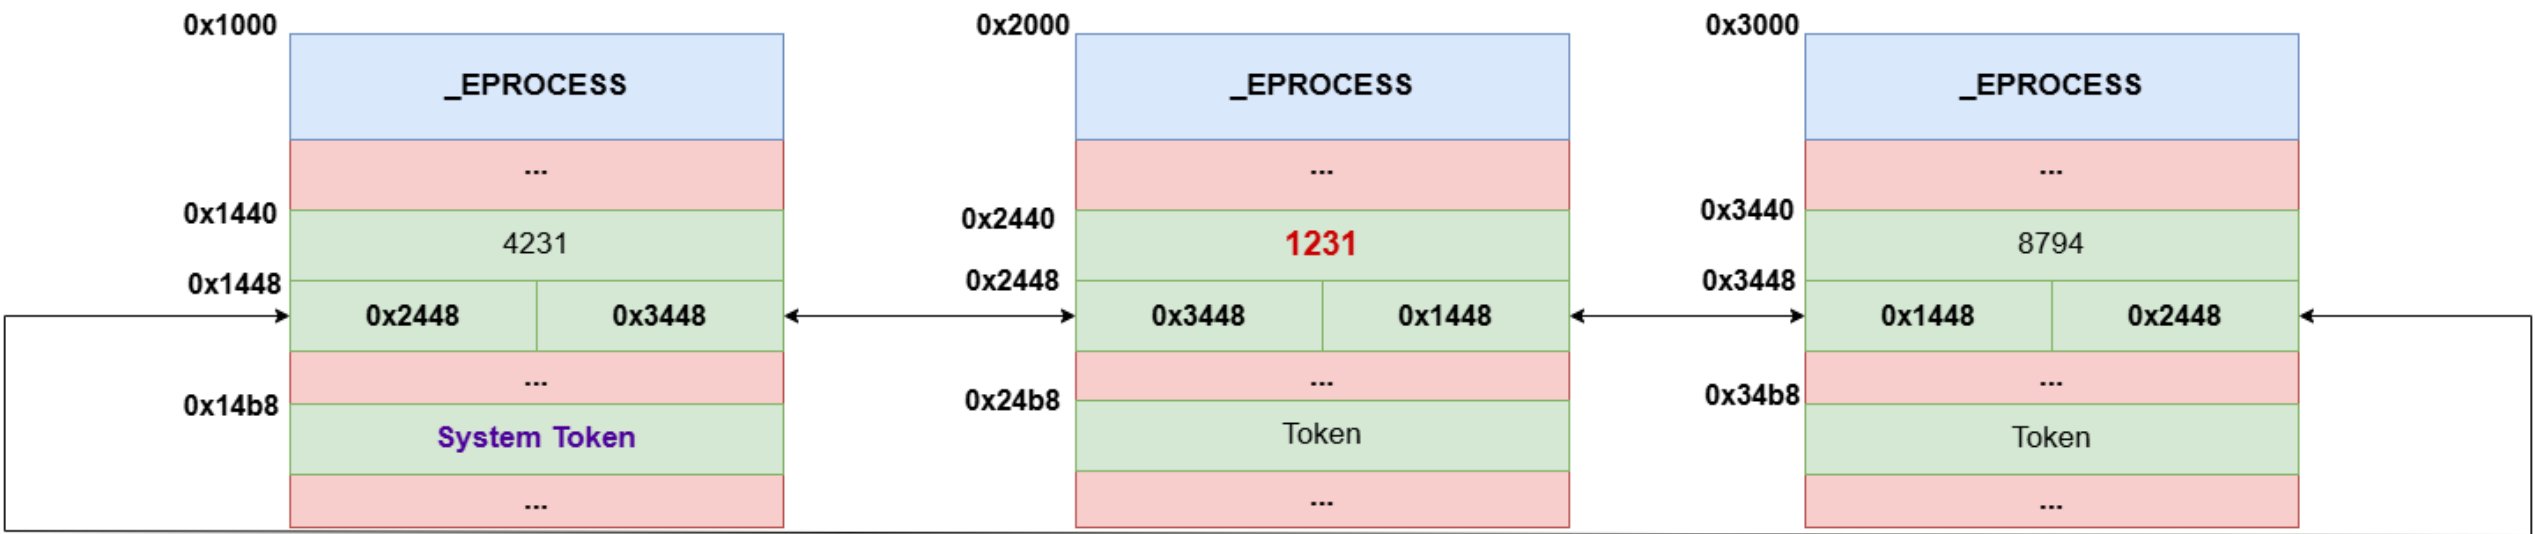 0x1000
_EPROCESS
...
0x1440
4231
0x1448
0x2448 0x3448
...
0x14b8
System Token
...
0x2000
_EPROCESS
...
0x2440
1231
0x2448
0x3448 0x1448
...
0x24b8
Token
...
0x3000
_EPROCESS
...
0x3440
8794
0x3448
0x1448 0x2448
...
0x34b8
Token
...